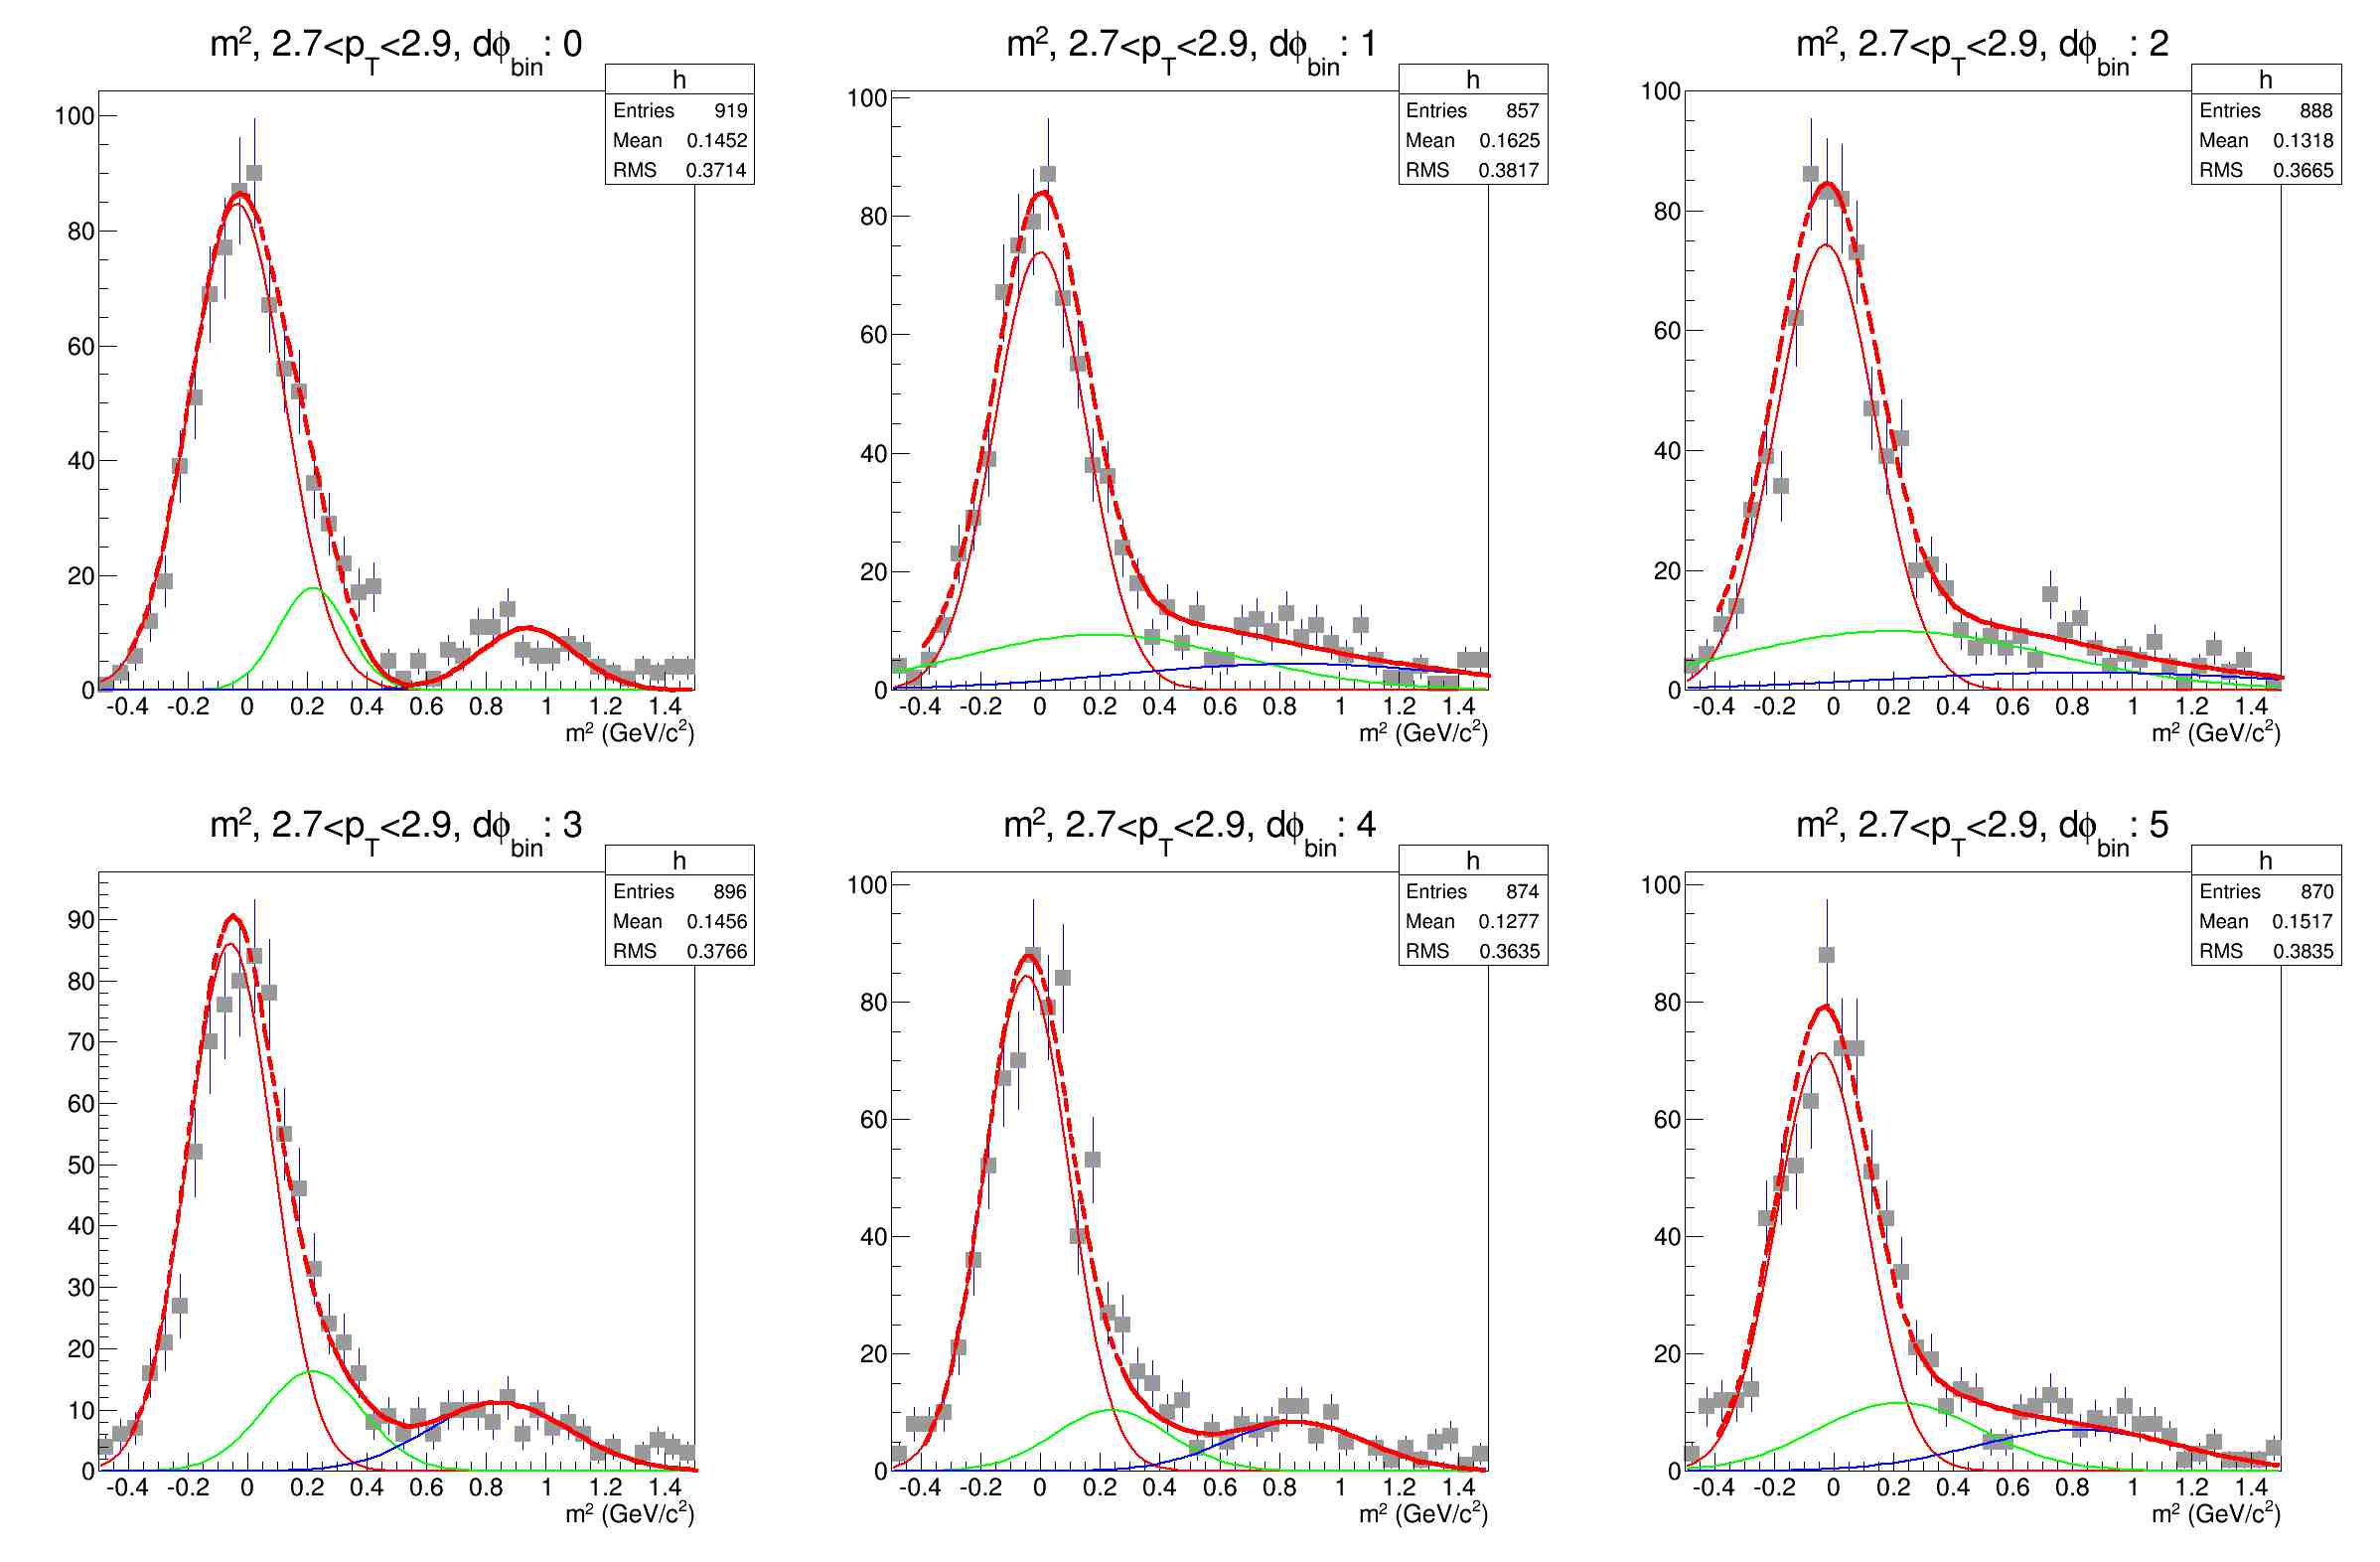 m², 2.7<p_T<2.9, dϕ_bin: 0
h
Entries 919
Mean 0.1452
RMS 0.3714
100
80
60
40
20
0
-0.4 -0.2 0 0.2 0.4 0.6 0.8 1 1.2 1.4
m² (GeV/c²)
m², 2.7<p_T<2.9, dϕ_bin: 1
h
Entries 857
Mean 0.1625
RMS 0.3817
100
80
60
40
20
0
-0.4 -0.2 0 0.2 0.4 0.6 0.8 1 1.2 1.4
m² (GeV/c²)
m², 2.7<p_T<2.9, dϕ_bin: 2
h
Entries 888
Mean 0.1318
RMS 0.3665
100
80
60
40
20
0
-0.4 -0.2 0 0.2 0.4 0.6 0.8 1 1.2 1.4
m² (GeV/c²)
m², 2.7<p_T<2.9, dϕ_bin: 3
h
Entries 896
Mean 0.1456
RMS 0.3766
90
80
70
60
50
40
30
20
10
0
-0.4 -0.2 0 0.2 0.4 0.6 0.8 1 1.2 1.4
m² (GeV/c²)
m², 2.7<p_T<2.9, dϕ_bin: 4
h
Entries 874
Mean 0.1277
RMS 0.3635
100
80
60
40
20
0
-0.4 -0.2 0 0.2 0.4 0.6 0.8 1 1.2 1.4
m² (GeV/c²)
m², 2.7<p_T<2.9, dϕ_bin: 5
h
Entries 870
Mean 0.1517
RMS 0.3835
100
80
60
40
20
0
-0.4 -0.2 0 0.2 0.4 0.6 0.8 1 1.2 1.4
m² (GeV/c²)